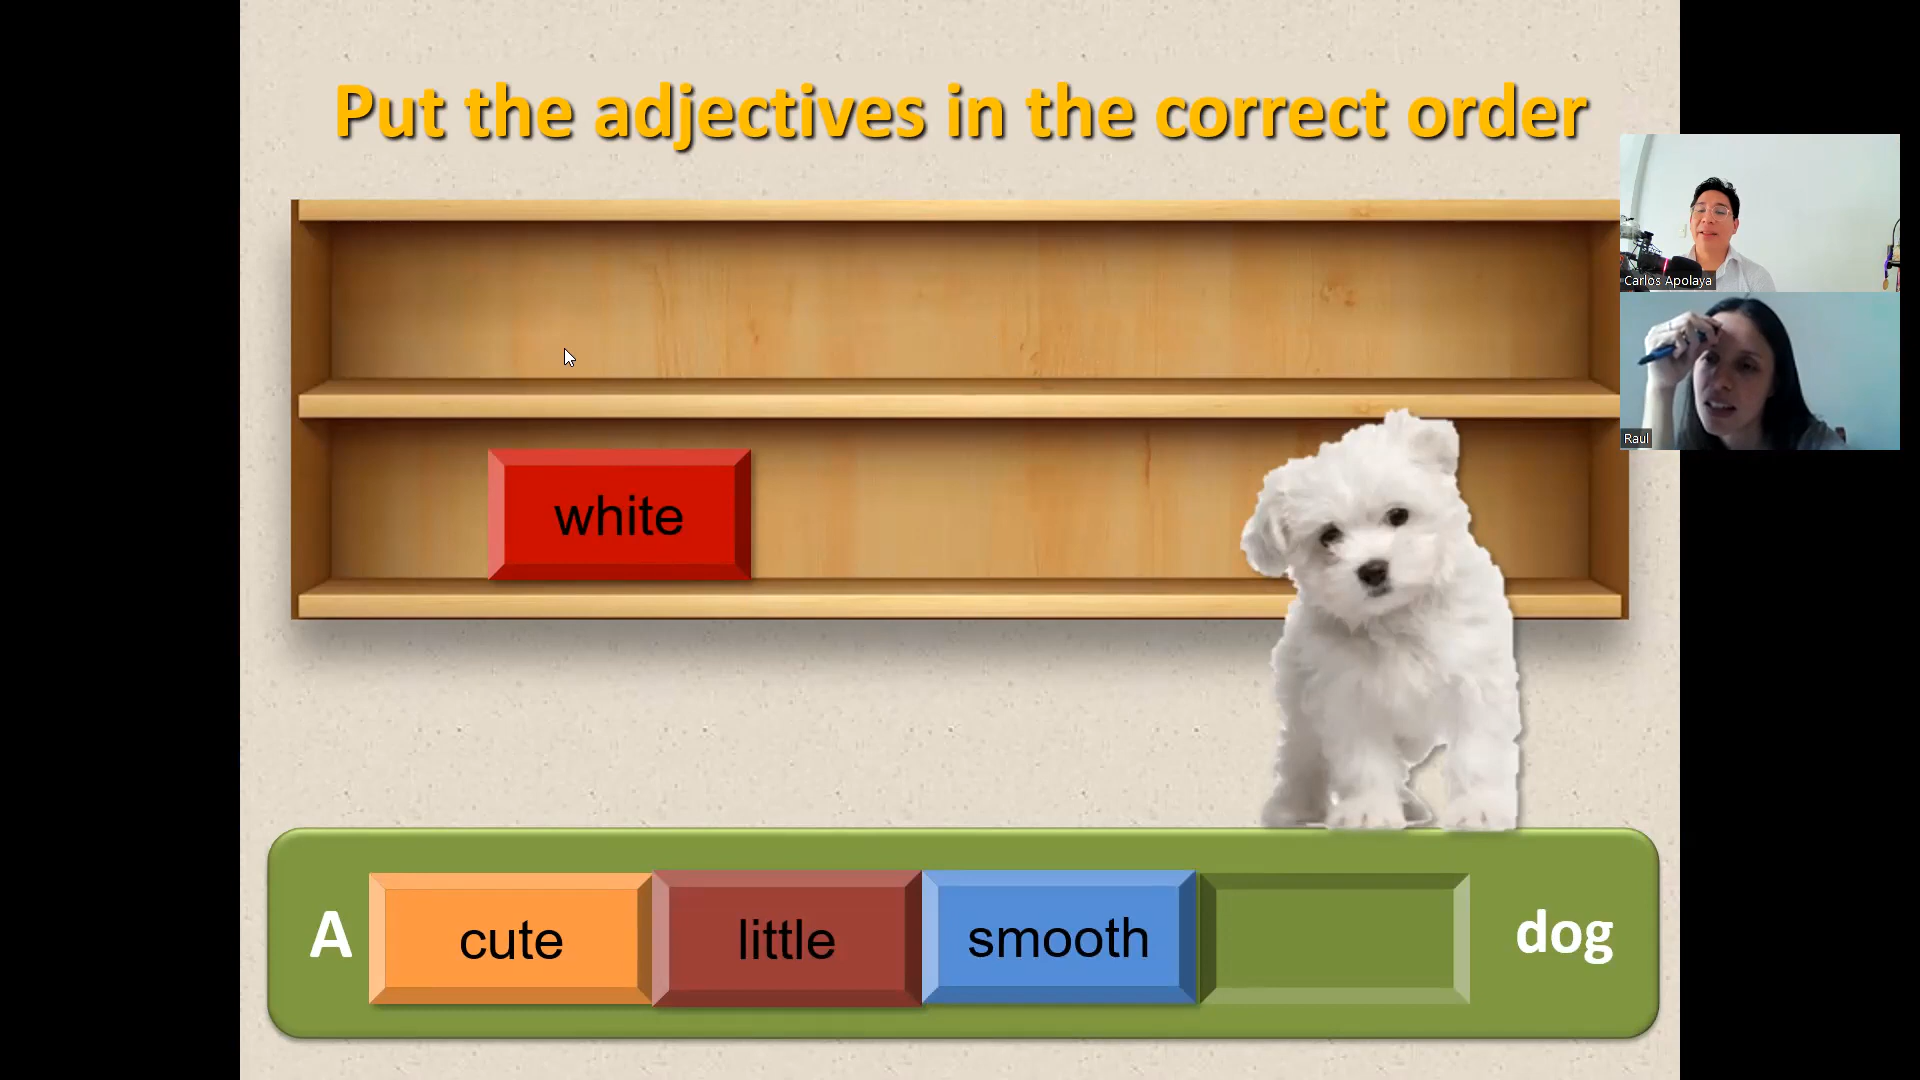 Put the adjectives in the correct order
Carlos Apolaya
Raul
white
A cute little smooth dog